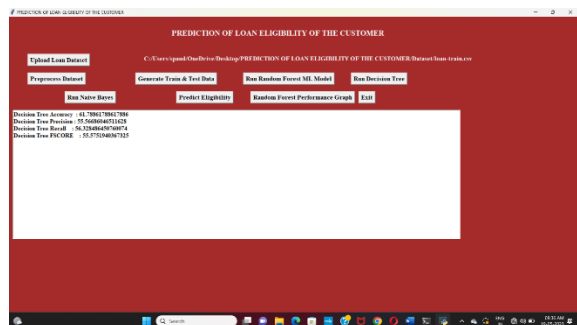 PREDICTION OF LOAN ELIGIBILITY OF THE CUSTOMER
PREDICTION OF LOAN ELIGIBILITY OF THE CUSTOMER
Upload Loan Dataset
C:/Users/spand/OneDrive/Desktop/PREDICTION OF LOAN ELIGIBILITY OF THE CUSTOMER/Dataset/loan-train.csv
Preprocess Dataset Generate Train & Test Data Run Random Forest ML Model Run Decision Tree
Run Naive Bayes Predict Eligibility Random Forest Performance Graph Exit
Decision Tree Accuracy : 61.78861788617886
Decision Tree Precision : 55.56686046511628
Decision Tree Recall : 56.328486450760074
Decision Tree FSCORE : 55.5751940367325
Search